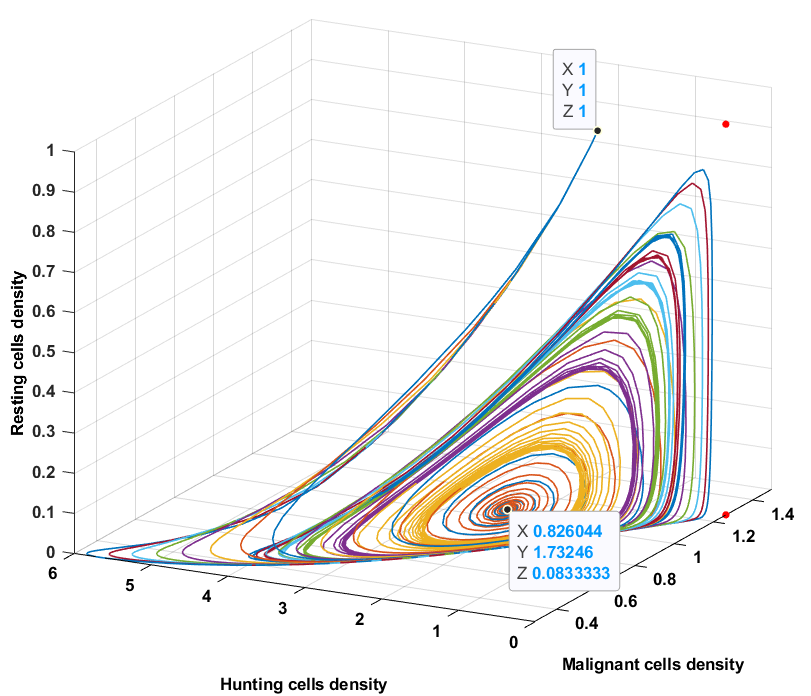 X 1
Y 1
Z 1
1
0.9
0.8
0.7
0.6
0.5
0.4
0.3
0.2
0.1
0
Resting cells density
X 0.826044
Y 1.73246
Z 0.0833333
6
5
4
3
2
1
0
Hunting cells density
0.4
0.6
0.8
1
1.2
1.4
Malignant cells density